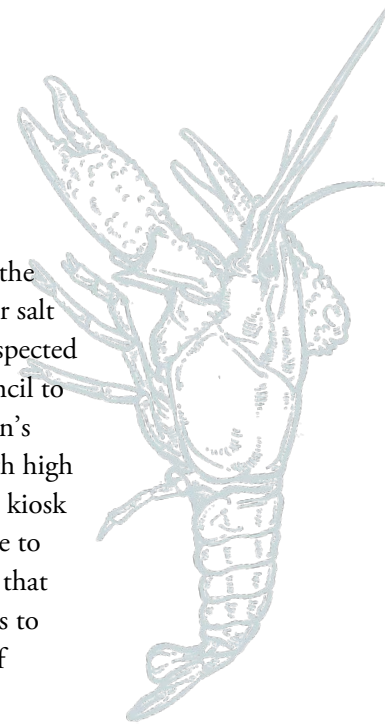 the
r salt
spected
ncil to
n's
h high
kiosk
e to
that
s to
f